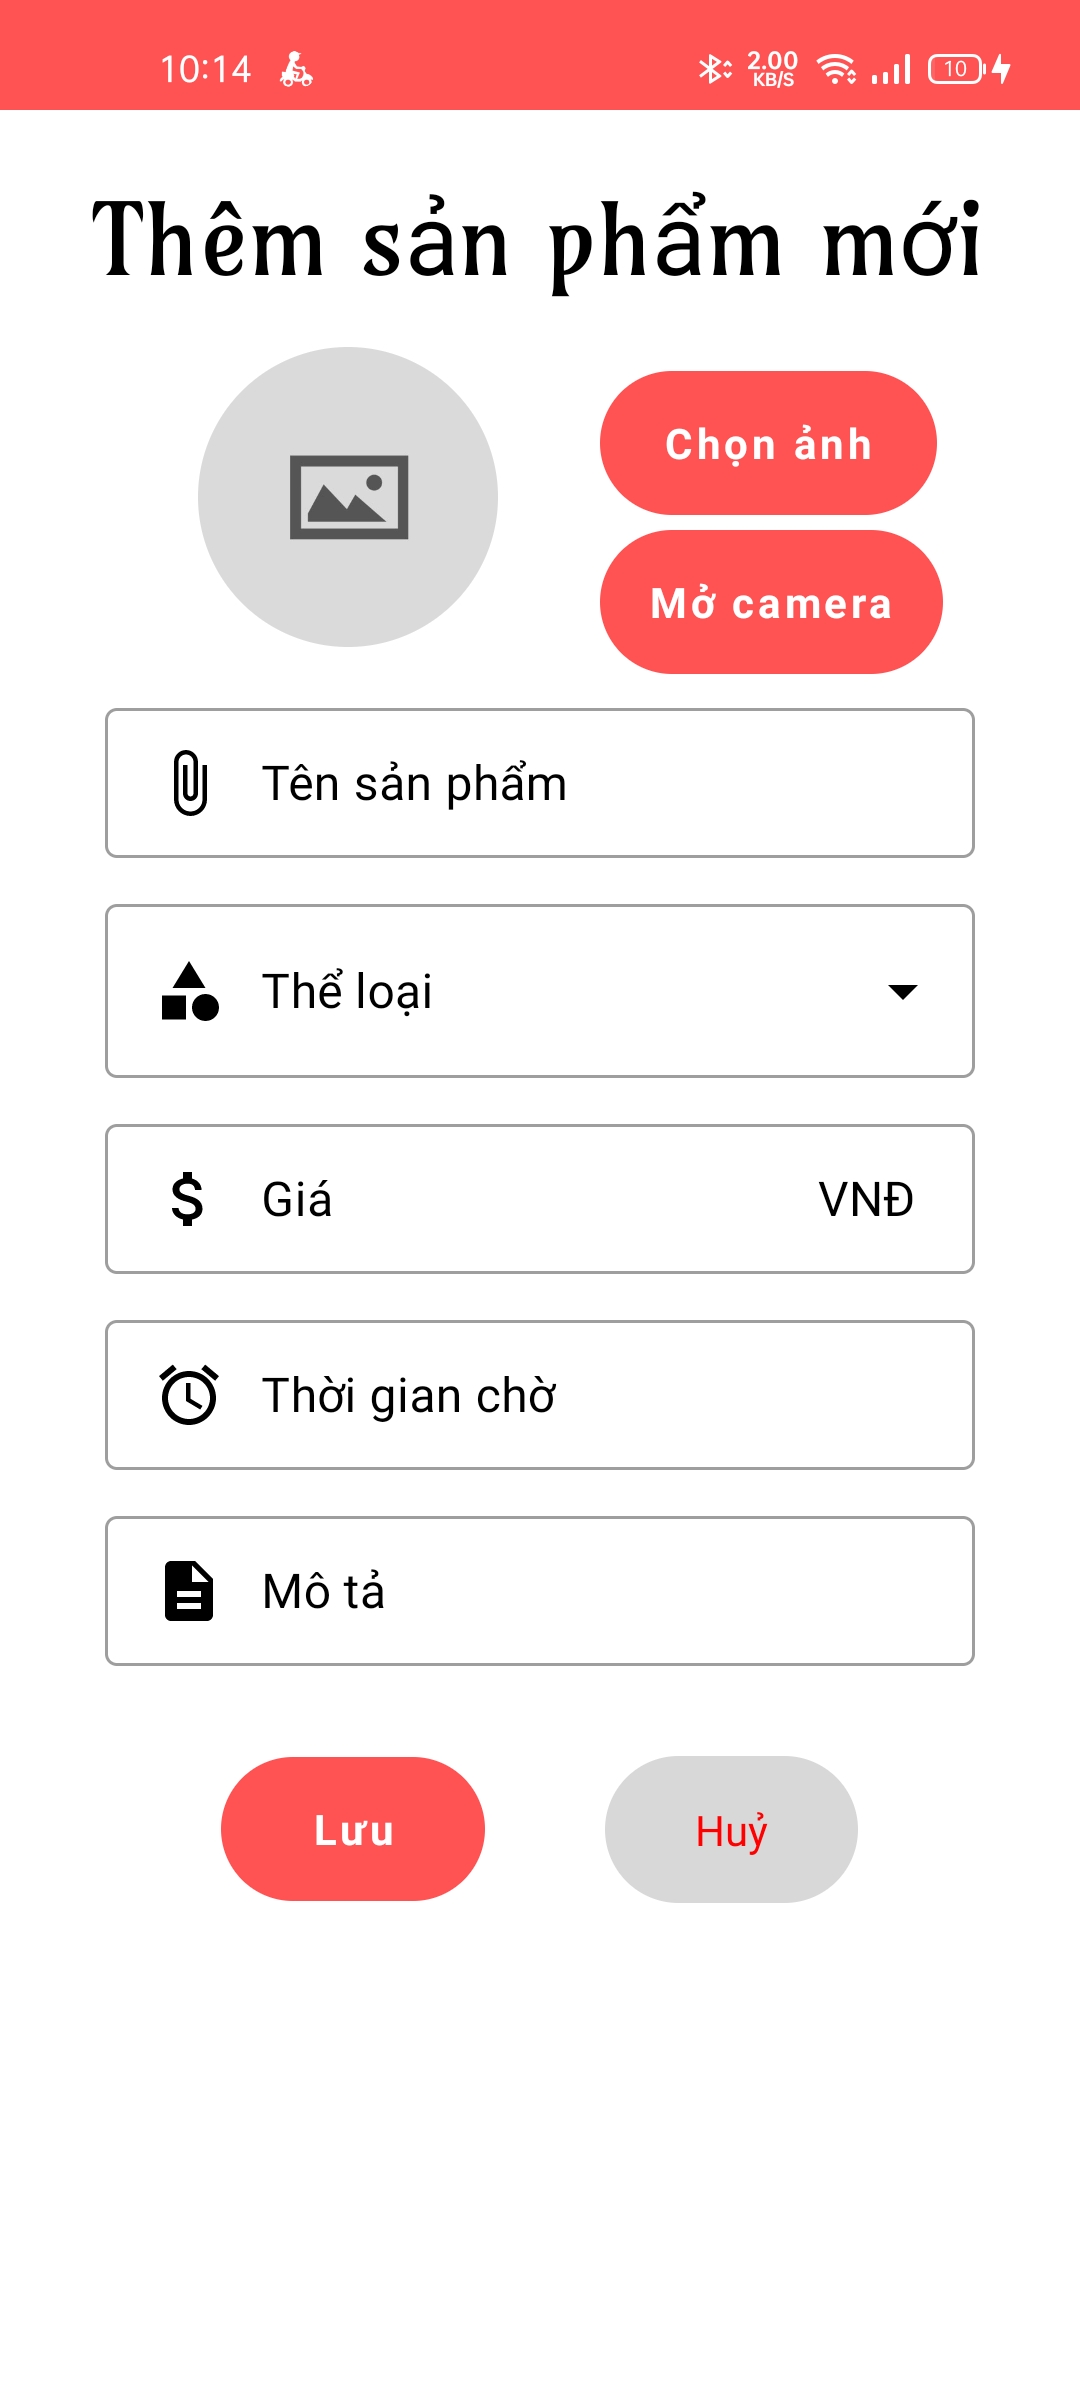 10:14
2.00
KB/S
10
Thêm sản phẩm mới
Chọn ảnh
Mở camera
Tên sản phẩm
Thể loại
Giá VNĐ
Thời gian chờ
Mô tả
Lưu Huỷ